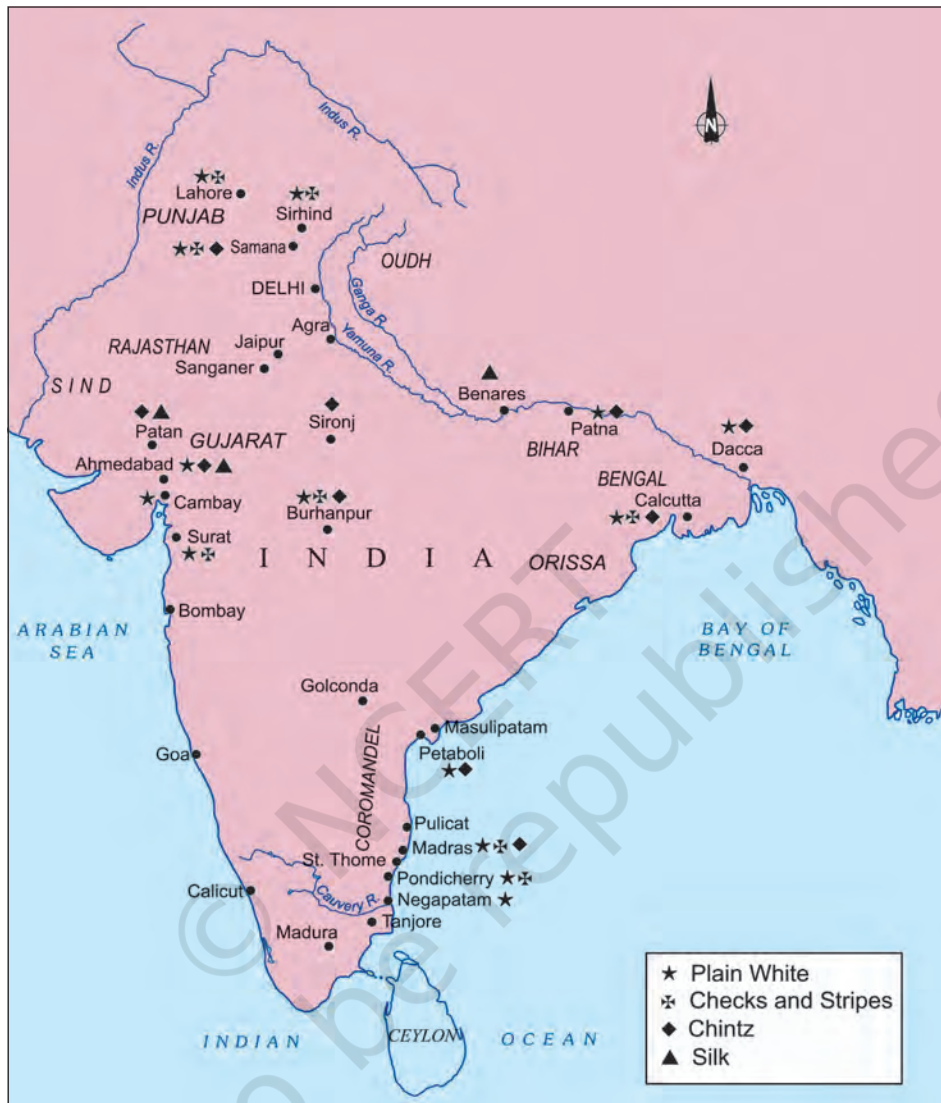 Indus R.
Indus R.
N
Lahore
PUNJAB
Sirhind
Samana
OUDH
DELHI
Ganga R.
Yamuna R.
Agra
RAJASTHAN
Jaipur
Sanganer
SIND
Benares
Patan
GUJARAT
Sironj
Patna
BIHAR
Dacca
Ahmedabad
Cambay
BENGAL
Calcutta
Burhanpur
Surat
INDIA
ORISSA
Bombay
ARABIAN
SEA
BAY OF
BENGAL
Golconda
Masulipatam
Petaboli
Goa
COROMANDEL
Pulicat
Madras
St. Thome
Pondicherry
Calicut
Cauvery R.
Negapatam
Tanjore
Madura
CEYLON
INDIAN
OCEAN
Plain White
Checks and Stripes
Chintz
Silk
© NCERT
to be republished